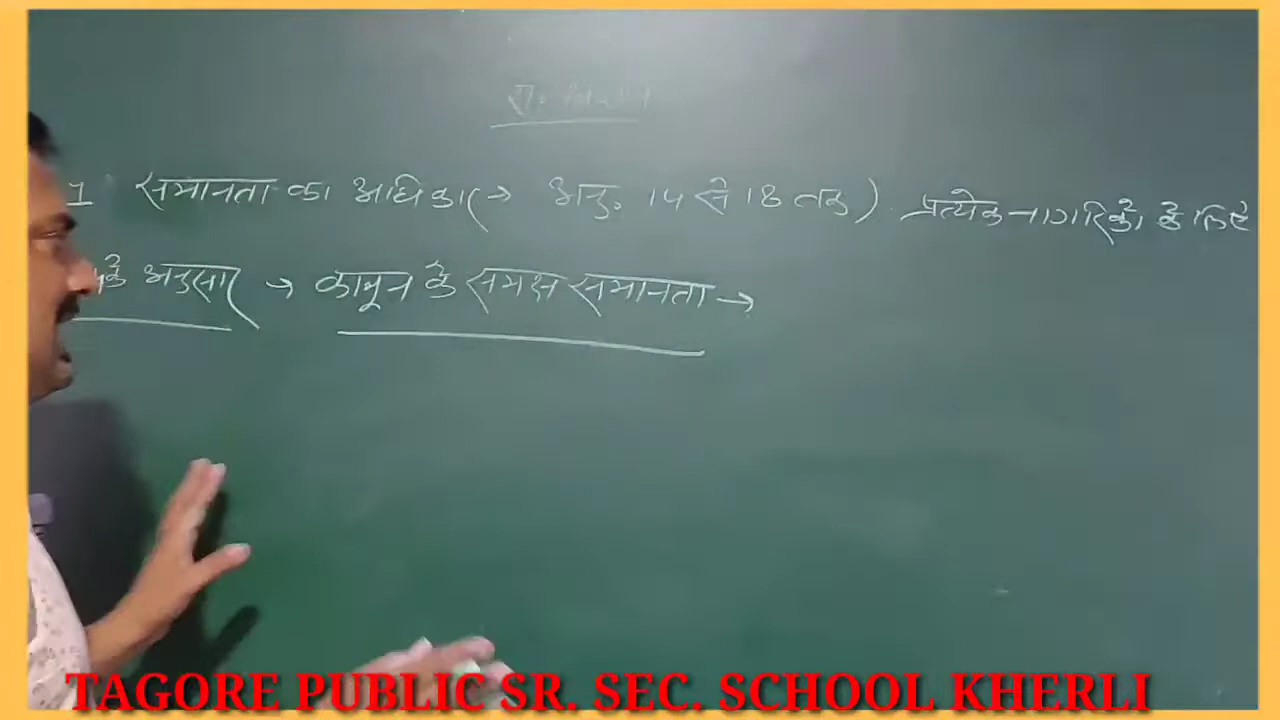 1 समानता का अधिकार → अनु. 14 से 18 तक) प्रत्येक नागरिको के लिए
के अनुसार → कानून के समक्ष समानता →
TAGORE PUBLIC SR. SEC. SCHOOL KHERLI